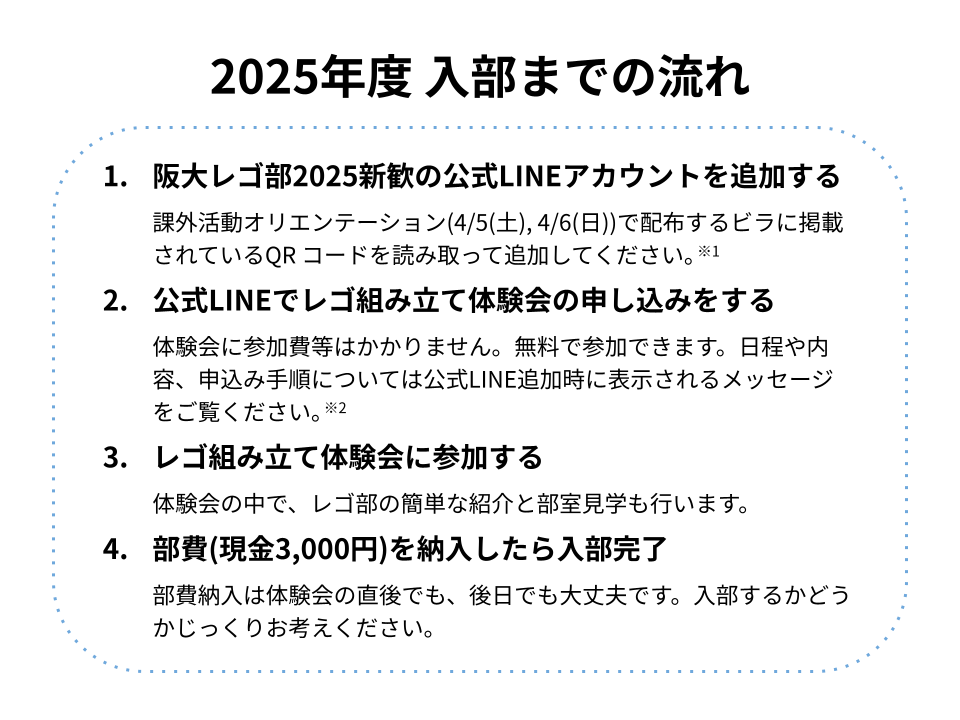 2025年度 入部までの流れ
1. 阪大レゴ部2025新歓の公式LINEアカウントを追加する
課外活動オリエンテーション(4/5(土), 4/6(日))で配布するビラに掲載
されているQR コードを読み取って追加してください。※1
2. 公式LINEでレゴ組み立て体験会の申し込みをする
体験会に参加費等はかかりません。無料で参加できます。日程や内
容、申込み手順については公式LINE追加時に表示されるメッセージ
をご覧ください。※2
3. レゴ組み立て体験会に参加する
体験会の中で、レゴ部の簡単な紹介と部室見学も行います。
4. 部費(現金3,000円)を納入したら入部完了
部費納入は体験会の直後でも、後日でも大丈夫です。入部するかどう
かじっくりお考えください。